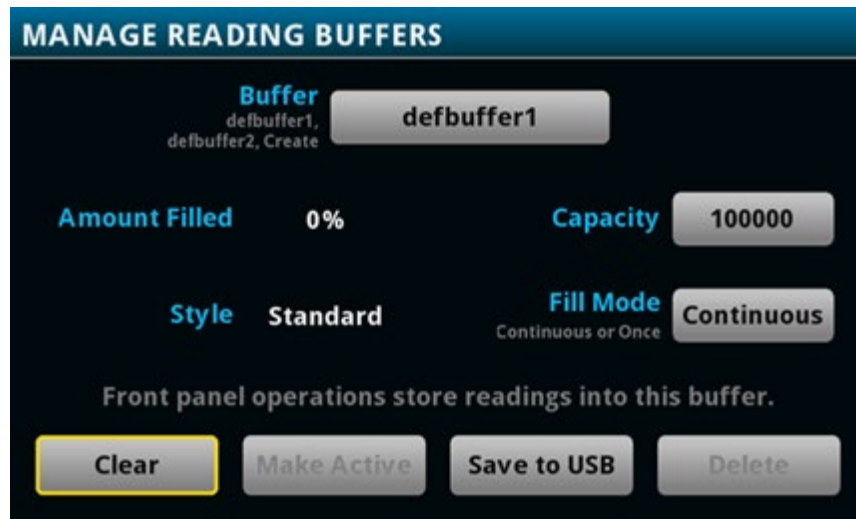 MANAGE READING BUFFERS
Buffer
defbuffer1,
defbuffer2, Create
defbuffer1
Amount Filled
0%
Capacity
100000
Style
Standard
Fill Mode
Continuous or Once
Continuous
Front panel operations store readings into this buffer.
Clear
Make Active
Save to USB
Delete